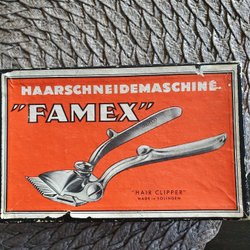 HAARSCHNEIDEMASCHINE
"FAMEX"
"HAIR CLIPPER"
MADE IN SOLINGEN